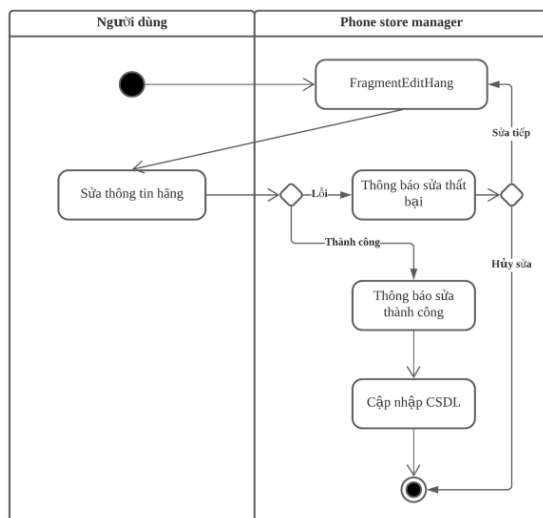 Người dùng
Phone store manager
FragmentEditHang
Sửa tiếp
Sửa thông tin hãng
Lỗi
Thông báo sửa thất
bại
Thành công
Hủy sửa
Thông báo sửa
thành công
Cập nhập CSDL